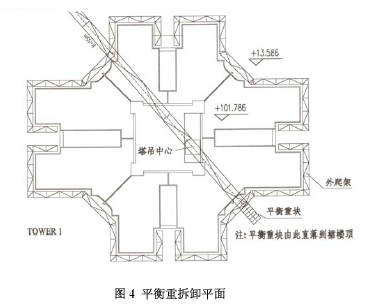 +13.586
+101.786
塔吊中心
外爬架
平衡重块
TOWER 1
注: 平衡重块由此直落到裙楼顶
图 4 平衡重拆卸平面